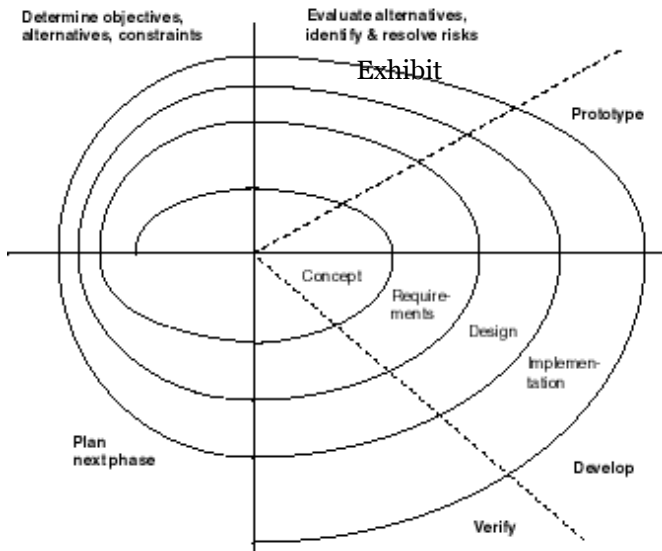 Determine objectives,
alternatives, constraints
Evaluate alternatives,
identify & resolve risks
Exhibit
Prototype
Concept
Require-
ments
Design
Implemen-
tation
Plan
next phase
Develop
Verify